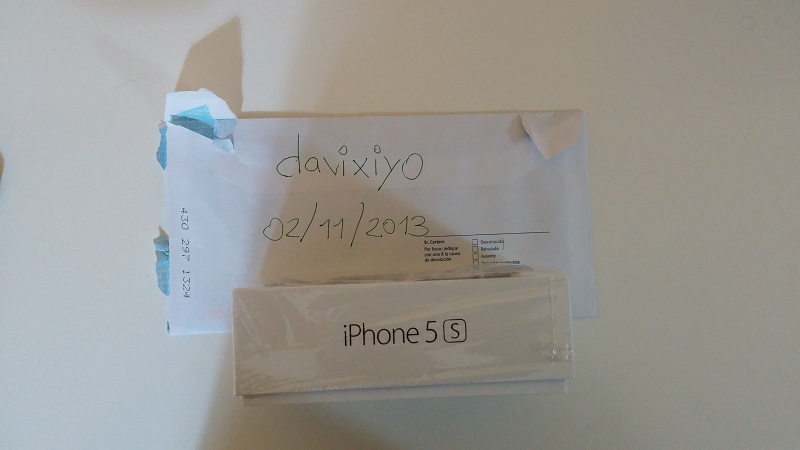 davixiyo
02/11/2013
430 297 1324
Sr. Cartero
Por favor, indique
con una X la causa
de devolución
Desconocido
Rehusado
Ausente
iPhone 5 S